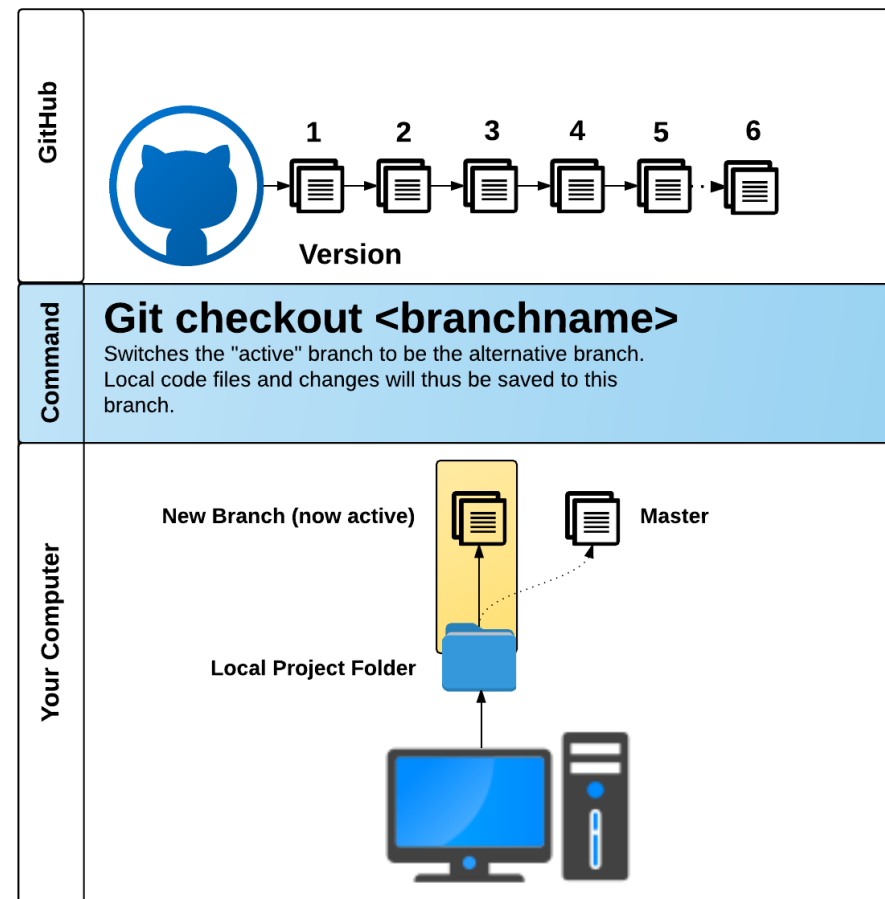 GitHub
1 2 3 4 5 6
Version
Command
Git checkout <branchname>
Switches the "active" branch to be the alternative branch.
Local code files and changes will thus be saved to this
branch.
Your Computer
New Branch (now active)
Master
Local Project Folder